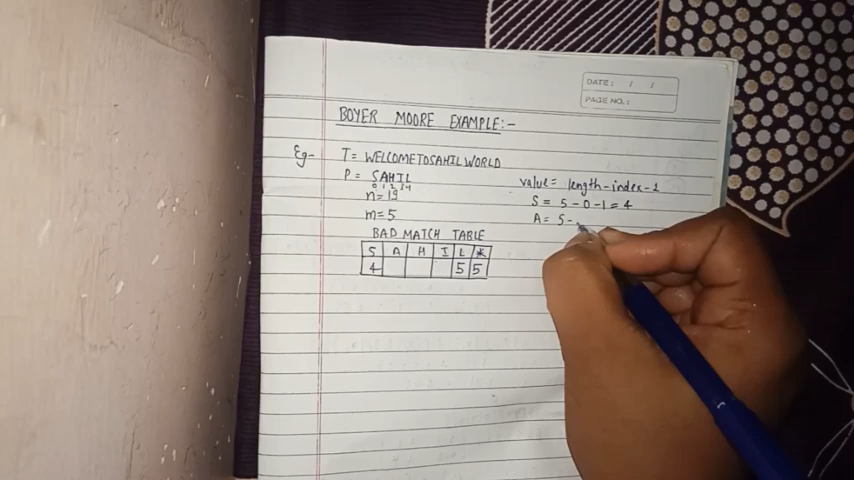 DATE: / /
PAGE NO.:
BOYER MOORE EXAMPLE:-
Eg- T= WELCOMETOSAHILWORLD
P= SAHIL
0 1 2 3 4
n= 19
m= 5
value= length-index-1
S = 5 - 0 - 1 = 4
A = 5 -
BAD MATCH TABLE
S A H I L *
4 5 5